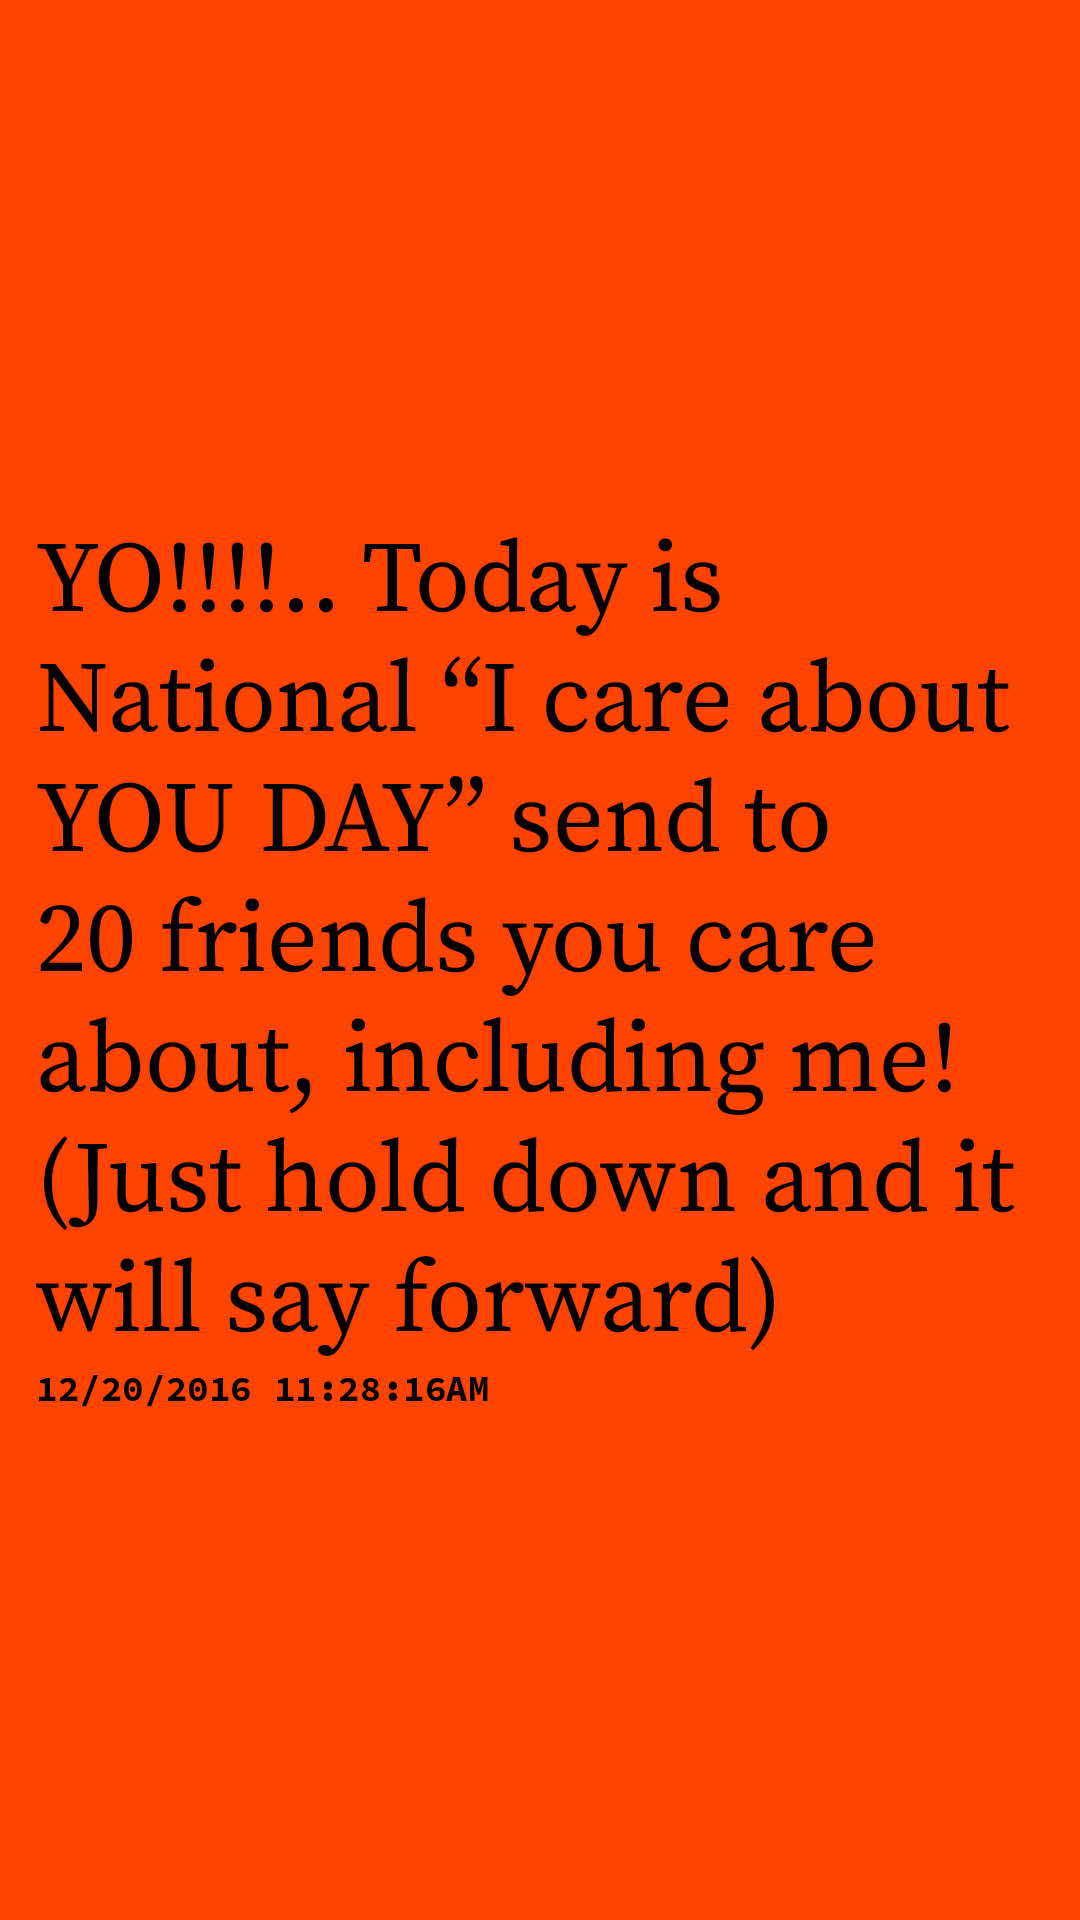 YO!!!!.. Today is
National “I care about
YOU DAY” send to
20 friends you care
about, including me!
(Just hold down and it
will say forward)
12/20/2016 11:28:16AM